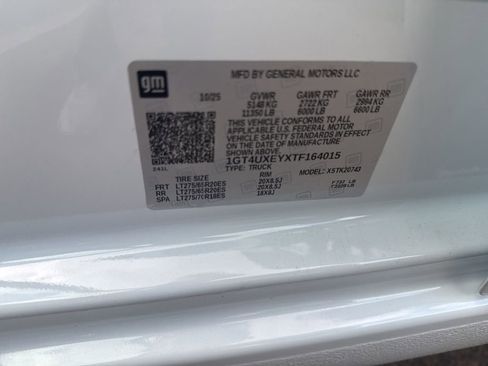 gm
MFD BY GENERAL MOTORS LLC
10/25 GVWR GAWR FRT GAWR RR
5148 KG 2722 KG 2994 KG
11350 LB 6000 LB 6600 LB
THIS VEHICLE CONFORMS TO ALL
APPLICABLE U.S. FEDERAL MOTOR
VEHICLE SAFETY STANDARDS IN EFFECT
ON THE DATE OF MANUFACTURE SHOWN ABOVE.
1GT4UXEYXTF164015
TYPE: TRUCK MODEL: X5TK20743
241L
TIRE SIZE RIM
FRT LT275/65R20ES 20X8.5J
RR LT275/65R20ES 20X8.5J
SPA LT275/70R18ES 18X8J